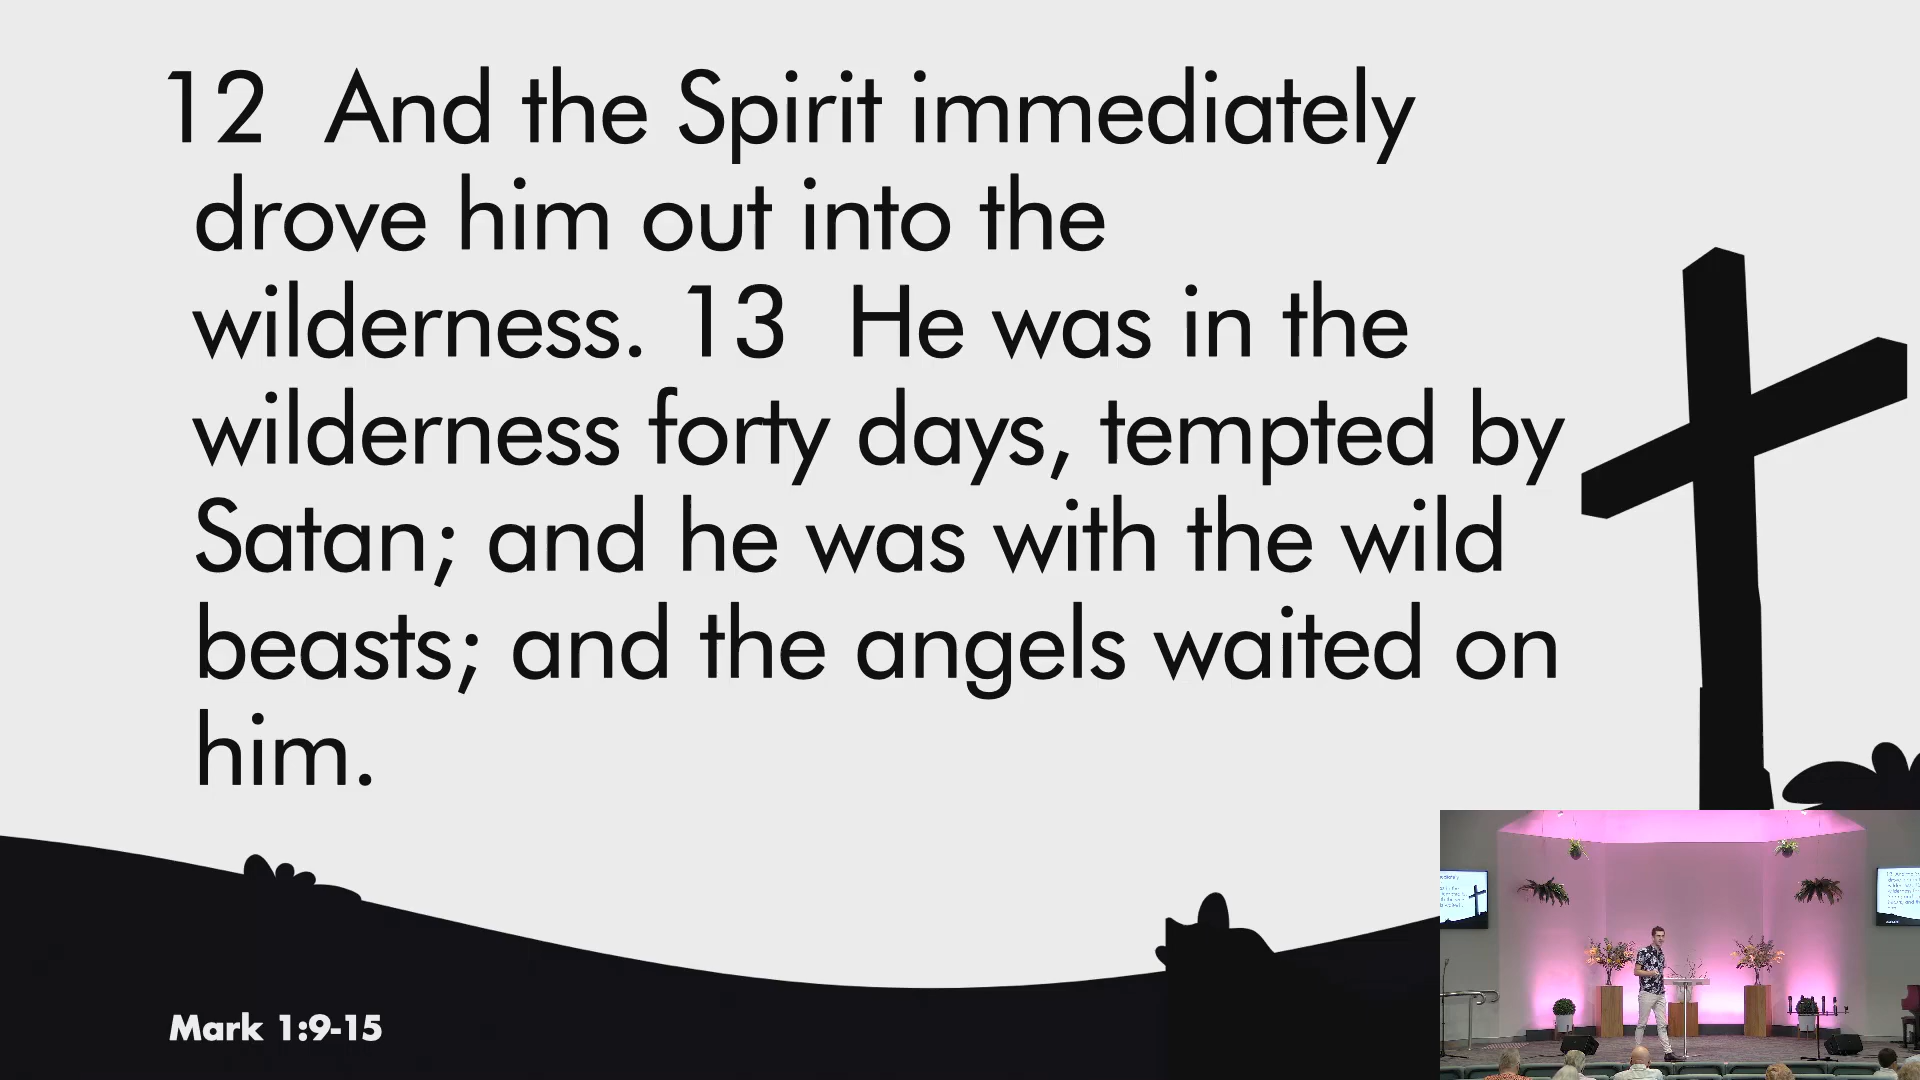 12  And the Spirit immediately
drove him out into the
wilderness. 13  He was in the
wilderness forty days, tempted by
Satan; and he was with the wild
beasts; and the angels waited on
him.
Mark 1:9-15